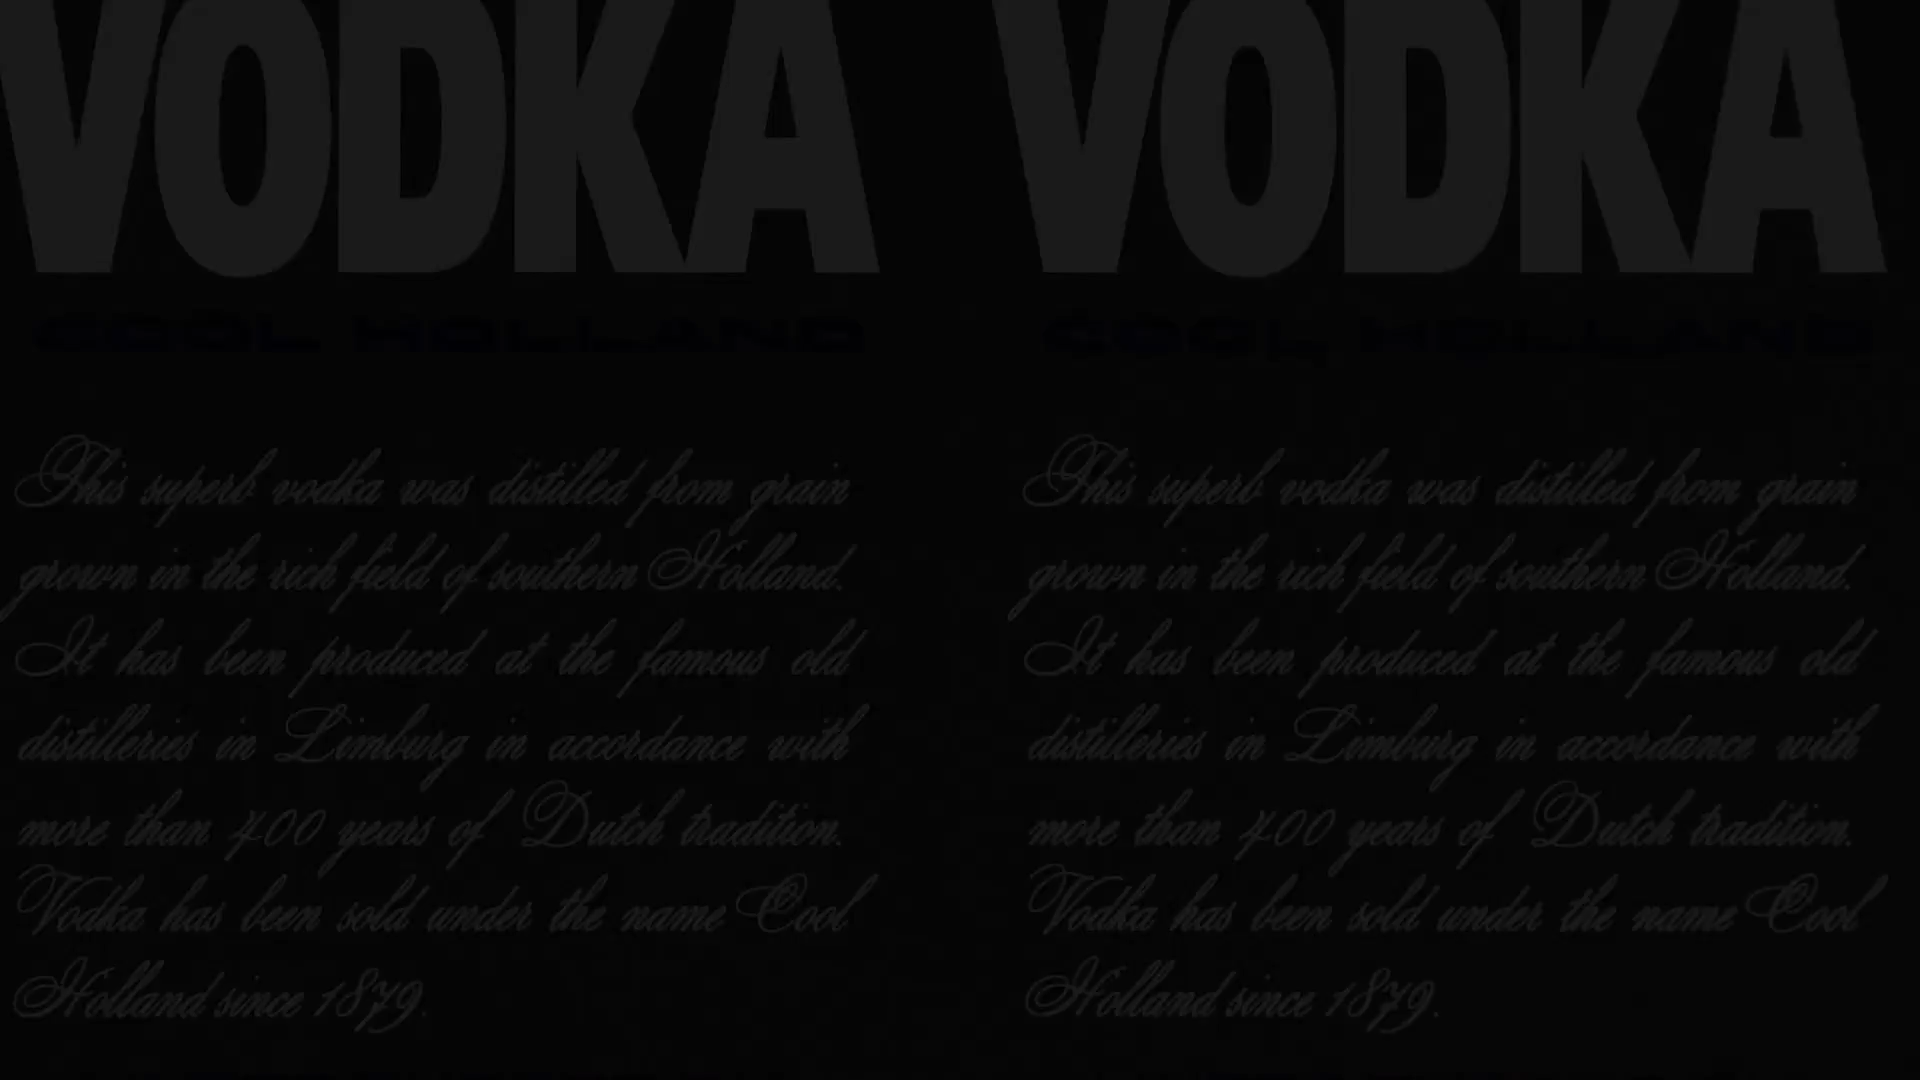 VODKA
COOL HOLLAND
This superb vodka was distilled from grain
grown in the rich field of southern Holland.
It has been produced at the famous old
distilleries in Limburg in accordance with
more than 400 years of Dutch tradition.
Vodka has been sold under the name Cool
Holland since 1879.
VODKA
COOL HOLLAND
This superb vodka was distilled from grain
grown in the rich field of southern Holland.
It has been produced at the famous old
distilleries in Limburg in accordance with
more than 400 years of Dutch tradition.
Vodka has been sold under the name Cool
Holland since 1879.